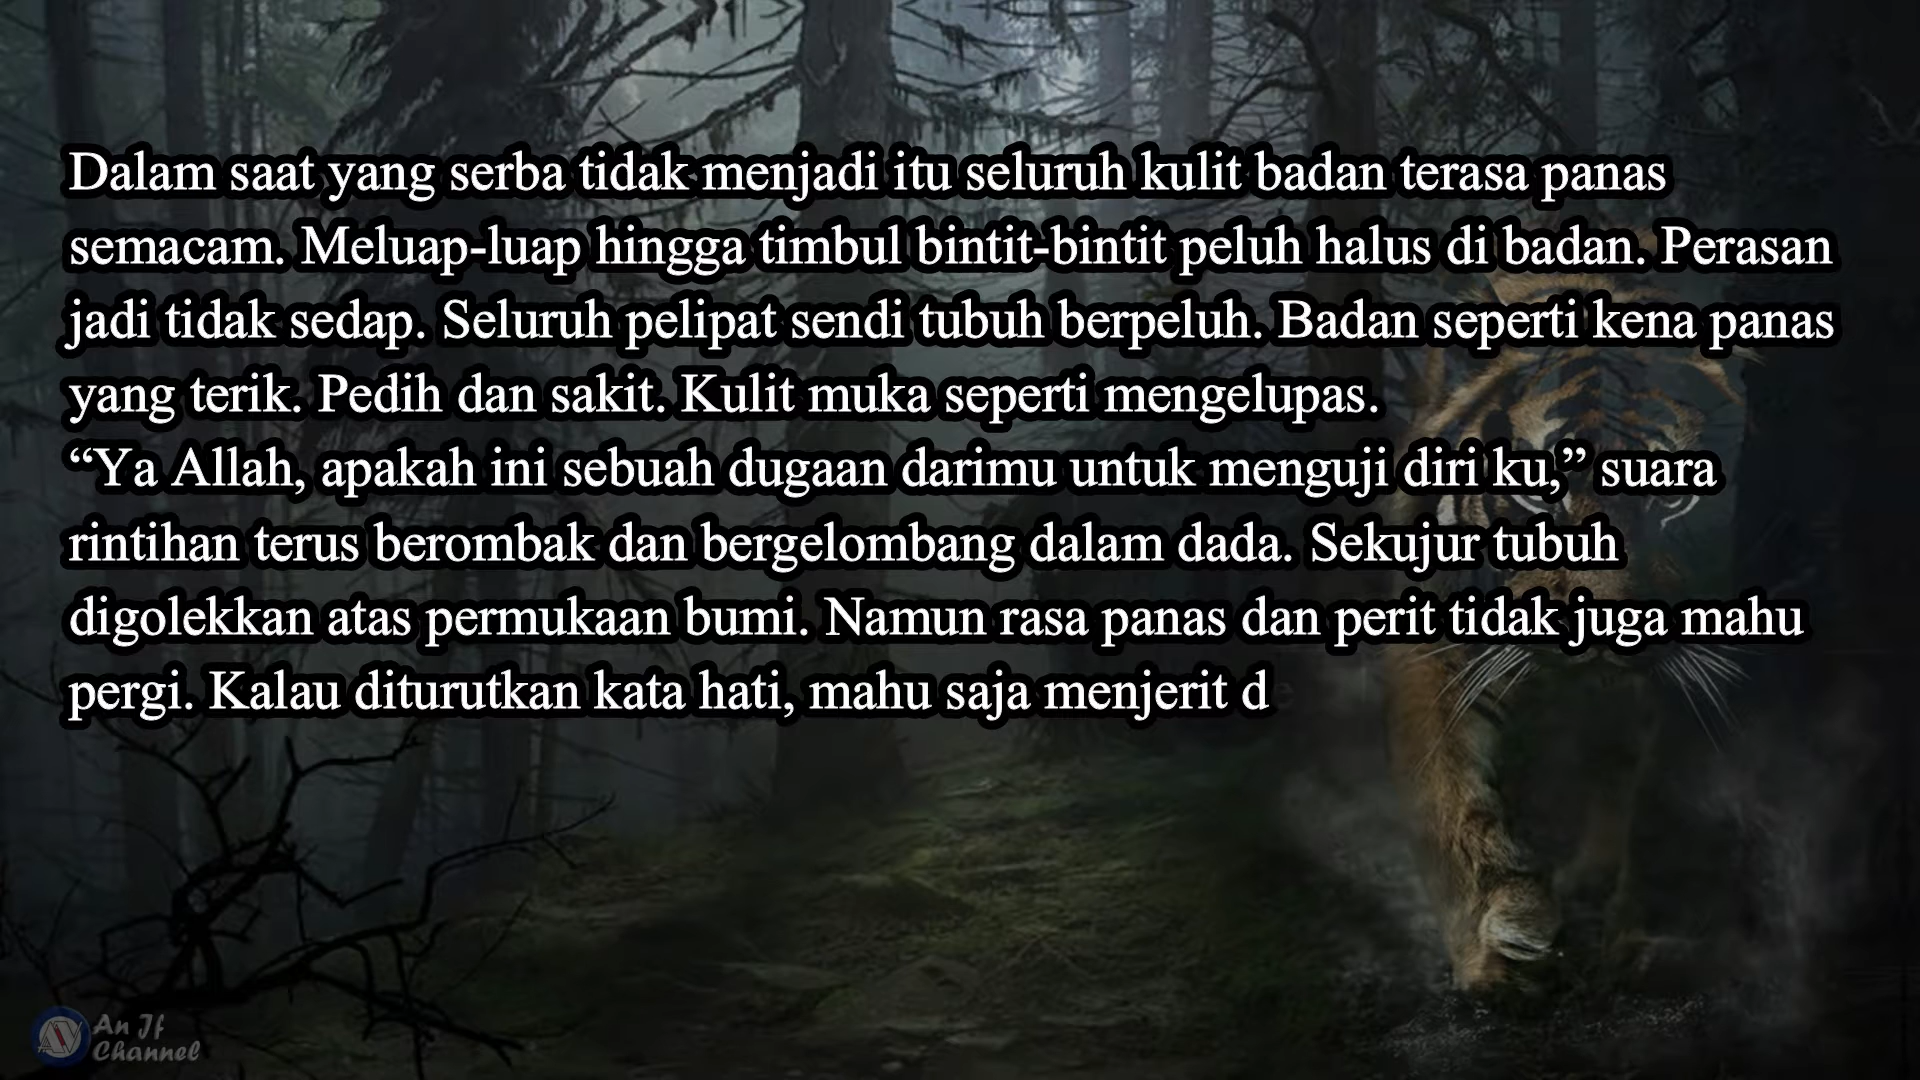 Dalam saat yang serba tidak menjadi itu seluruh kulit badan terasa panas
semacam. Meluap-luap hingga timbul bintit-bintit peluh halus di badan. Perasan
jadi tidak sedap. Seluruh pelipat sendi tubuh berpeluh. Badan seperti kena panas
yang terik. Pedih dan sakit. Kulit muka seperti mengelupas.
“Ya Allah, apakah ini sebuah dugaan darimu untuk menguji diri ku,” suara
rintihan terus berombak dan bergelombang dalam dada. Sekujur tubuh
digolekkan atas permukaan bumi. Namun rasa panas dan perit tidak juga mahu
pergi. Kalau diturutkan kata hati, mahu saja menjerit d
An If
Channel